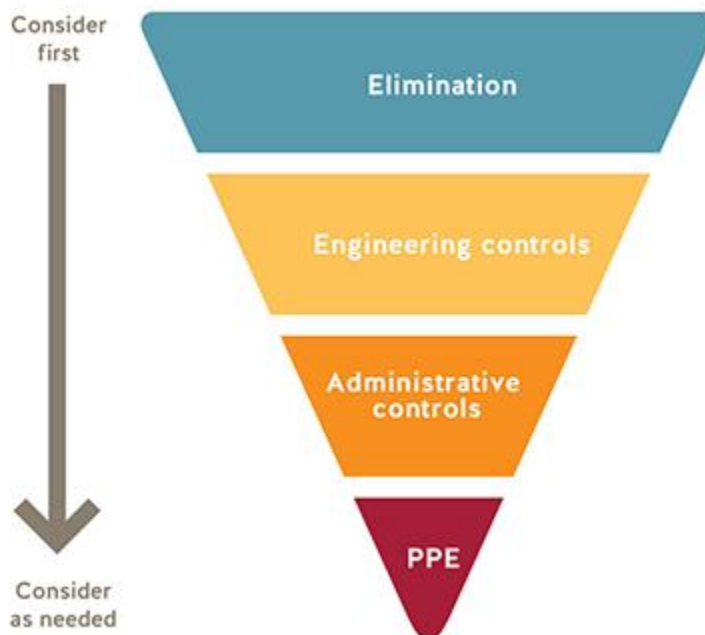 Consider
first
Elimination
Engineering controls
Administrative
controls
PPE
Consider
as needed